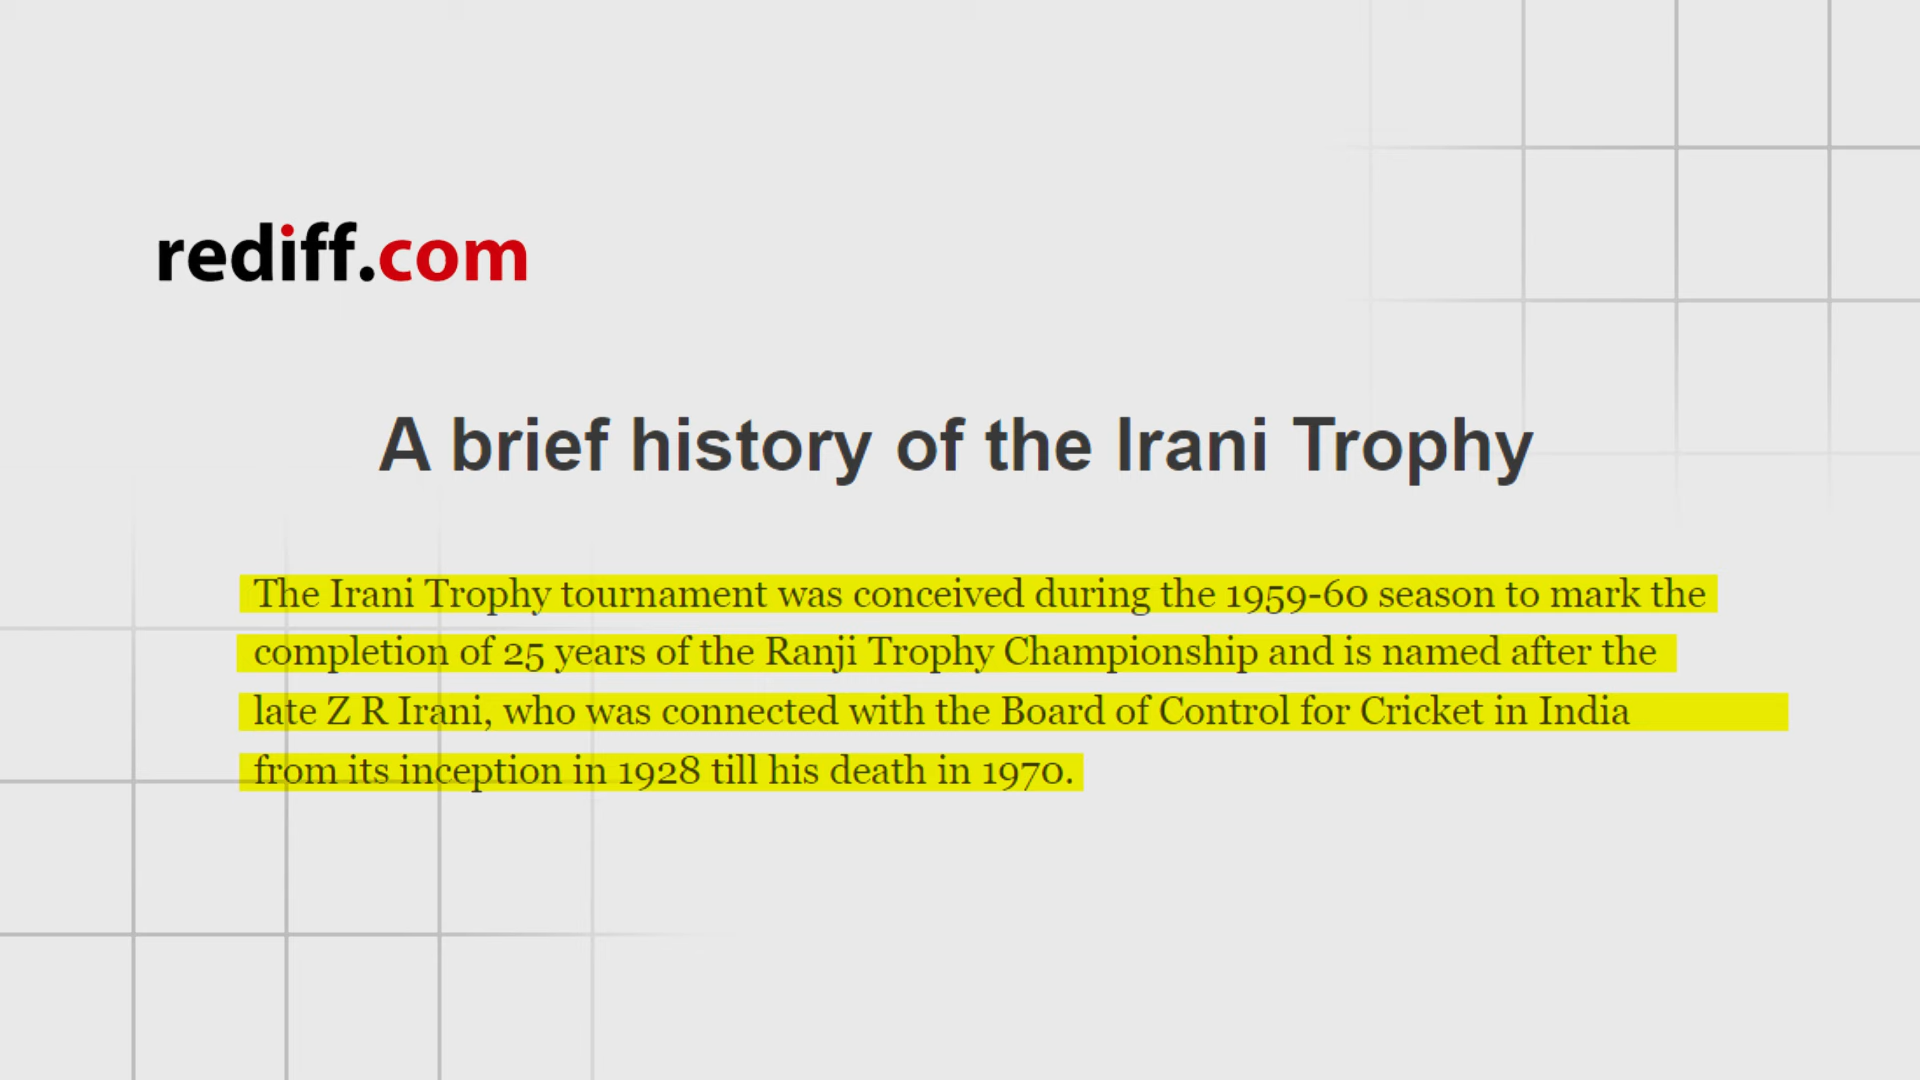 rediff.com
A brief history of the Irani Trophy
The Irani Trophy tournament was conceived during the 1959-60 season to mark the
completion of 25 years of the Ranji Trophy Championship and is named after the
late Z R Irani, who was connected with the Board of Control for Cricket in India
from its inception in 1928 till his death in 1970.